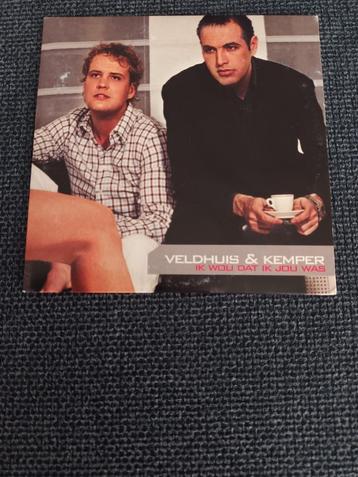 VELDHUIS & KEMPER
IK WOU DAT IK JOU WAS